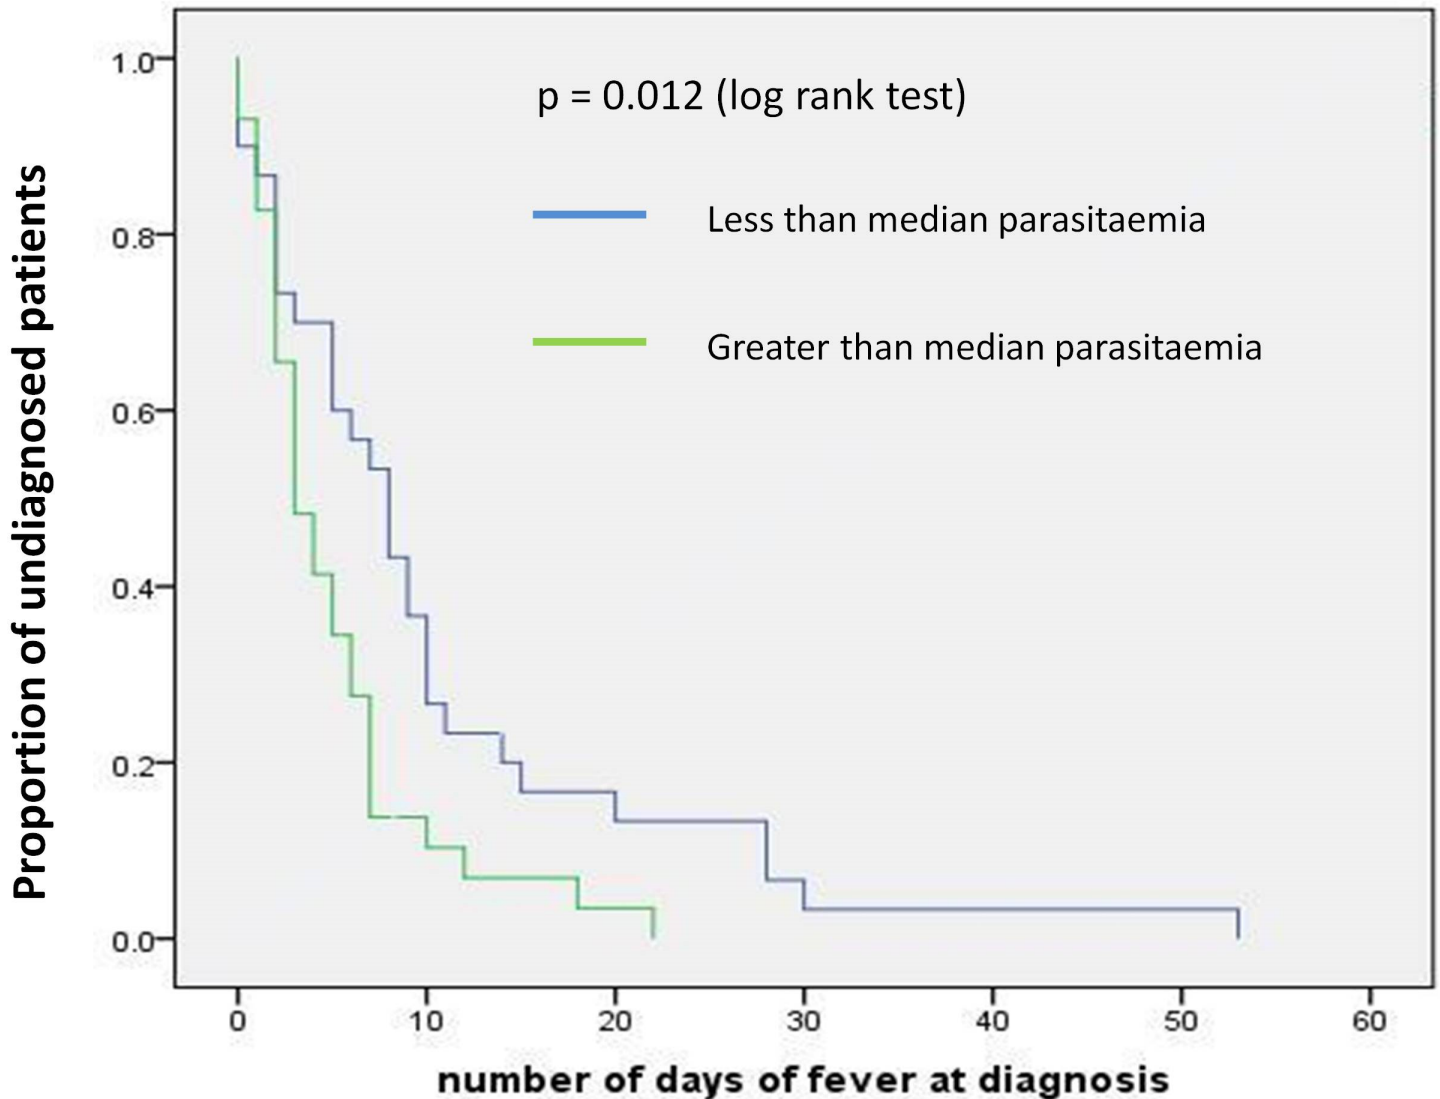 Proportion of undiagnosed patients
1.0
0.8
0.6
0.4
0.2
0.0
p = 0.012 (log rank test)
Less than median parasitaemia
Greater than median parasitaemia
0 10 20 30 40 50 60
number of days of fever at diagnosis